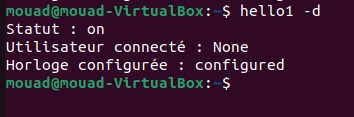 mouad@mouad-VirtualBox:~$ hello1 -d
Statut : on
Utilisateur connecté : None
Horloge configurée : configured
mouad@mouad-VirtualBox:~$